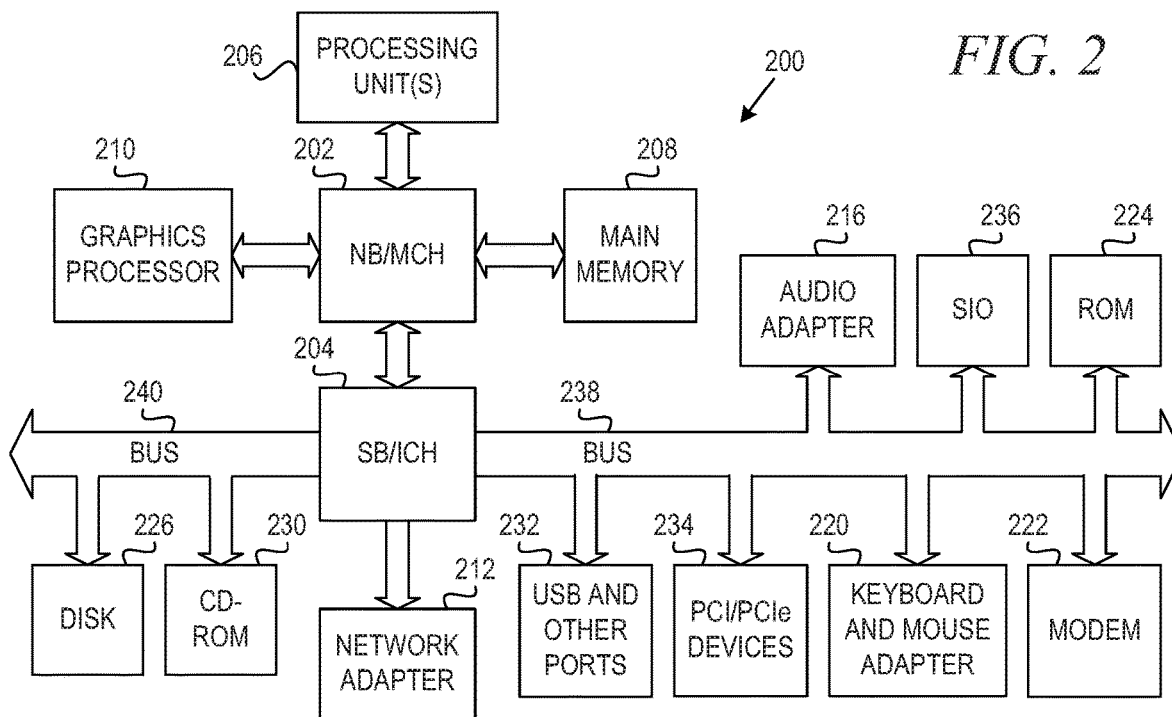 FIG. 2
200
206
PROCESSING
UNIT(S)
210
202
208
GRAPHICS
PROCESSOR
NB/MCH
MAIN
MEMORY
216
236
224
AUDIO
ADAPTER
SIO
ROM
204
240
238
BUS
SB/ICH
BUS
226
230
212
232
234
220
222
DISK
CD-
ROM
NETWORK
ADAPTER
USB AND
OTHER
PORTS
PCI/PCIe
DEVICES
KEYBOARD
AND MOUSE
ADAPTER
MODEM